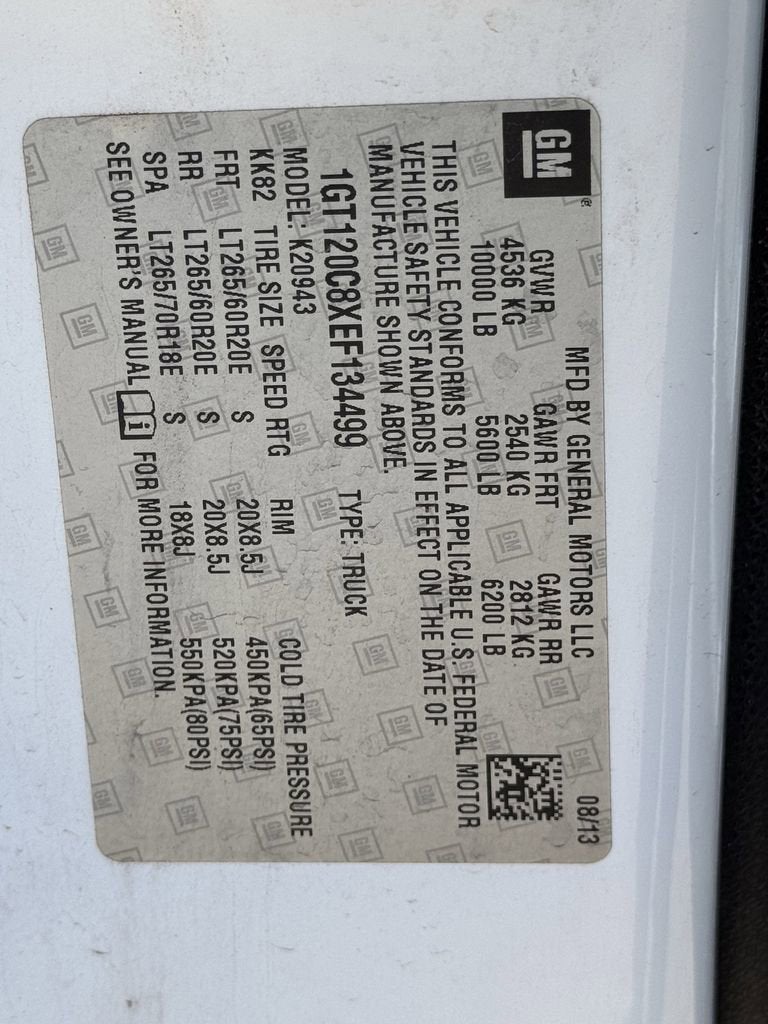 GM®
MFD BY GENERAL MOTORS LLC 08/13
GVWR GAWR FRT GAWR RR
4536 KG 2540 KG 2812 KG
10000 LB 5600 LB 6200 LB
THIS VEHICLE CONFORMS TO ALL APPLICABLE U.S. FEDERAL MOTOR
VEHICLE SAFETY STANDARDS IN EFFECT ON THE DATE OF
MANUFACTURE SHOWN ABOVE.
1GT120C8XEF134499 TYPE: TRUCK
MODEL: K20943
KK82 TIRE SIZE SPEED RTG RIM COLD TIRE PRESSURE
FRT LT265/60R20E S 20X8.5J 450KPA(65PSI)
RR LT265/60R20E S 20X8.5J 520KPA(75PSI)
SPA LT265/70R18E S 18X8J 550KPA(80PSI)
SEE OWNER'S MANUAL i FOR MORE INFORMATION.